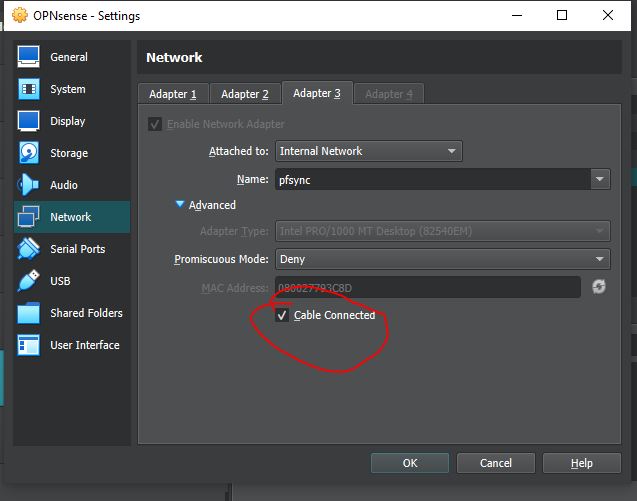 OPNsense - Settings
General
System
Display
Storage
Audio
Network
Serial Ports
USB
Shared Folders
User Interface
Network
Adapter 1 Adapter 2 Adapter 3 Adapter 4
Enable Network Adapter
Attached to: Internal Network
Name: pfsync
Advanced
Adapter Type: Intel PRO/1000 MT Desktop (82540EM)
Promiscuous Mode: Deny
MAC Address: 080027793C8D
Cable Connected
OK Cancel Help